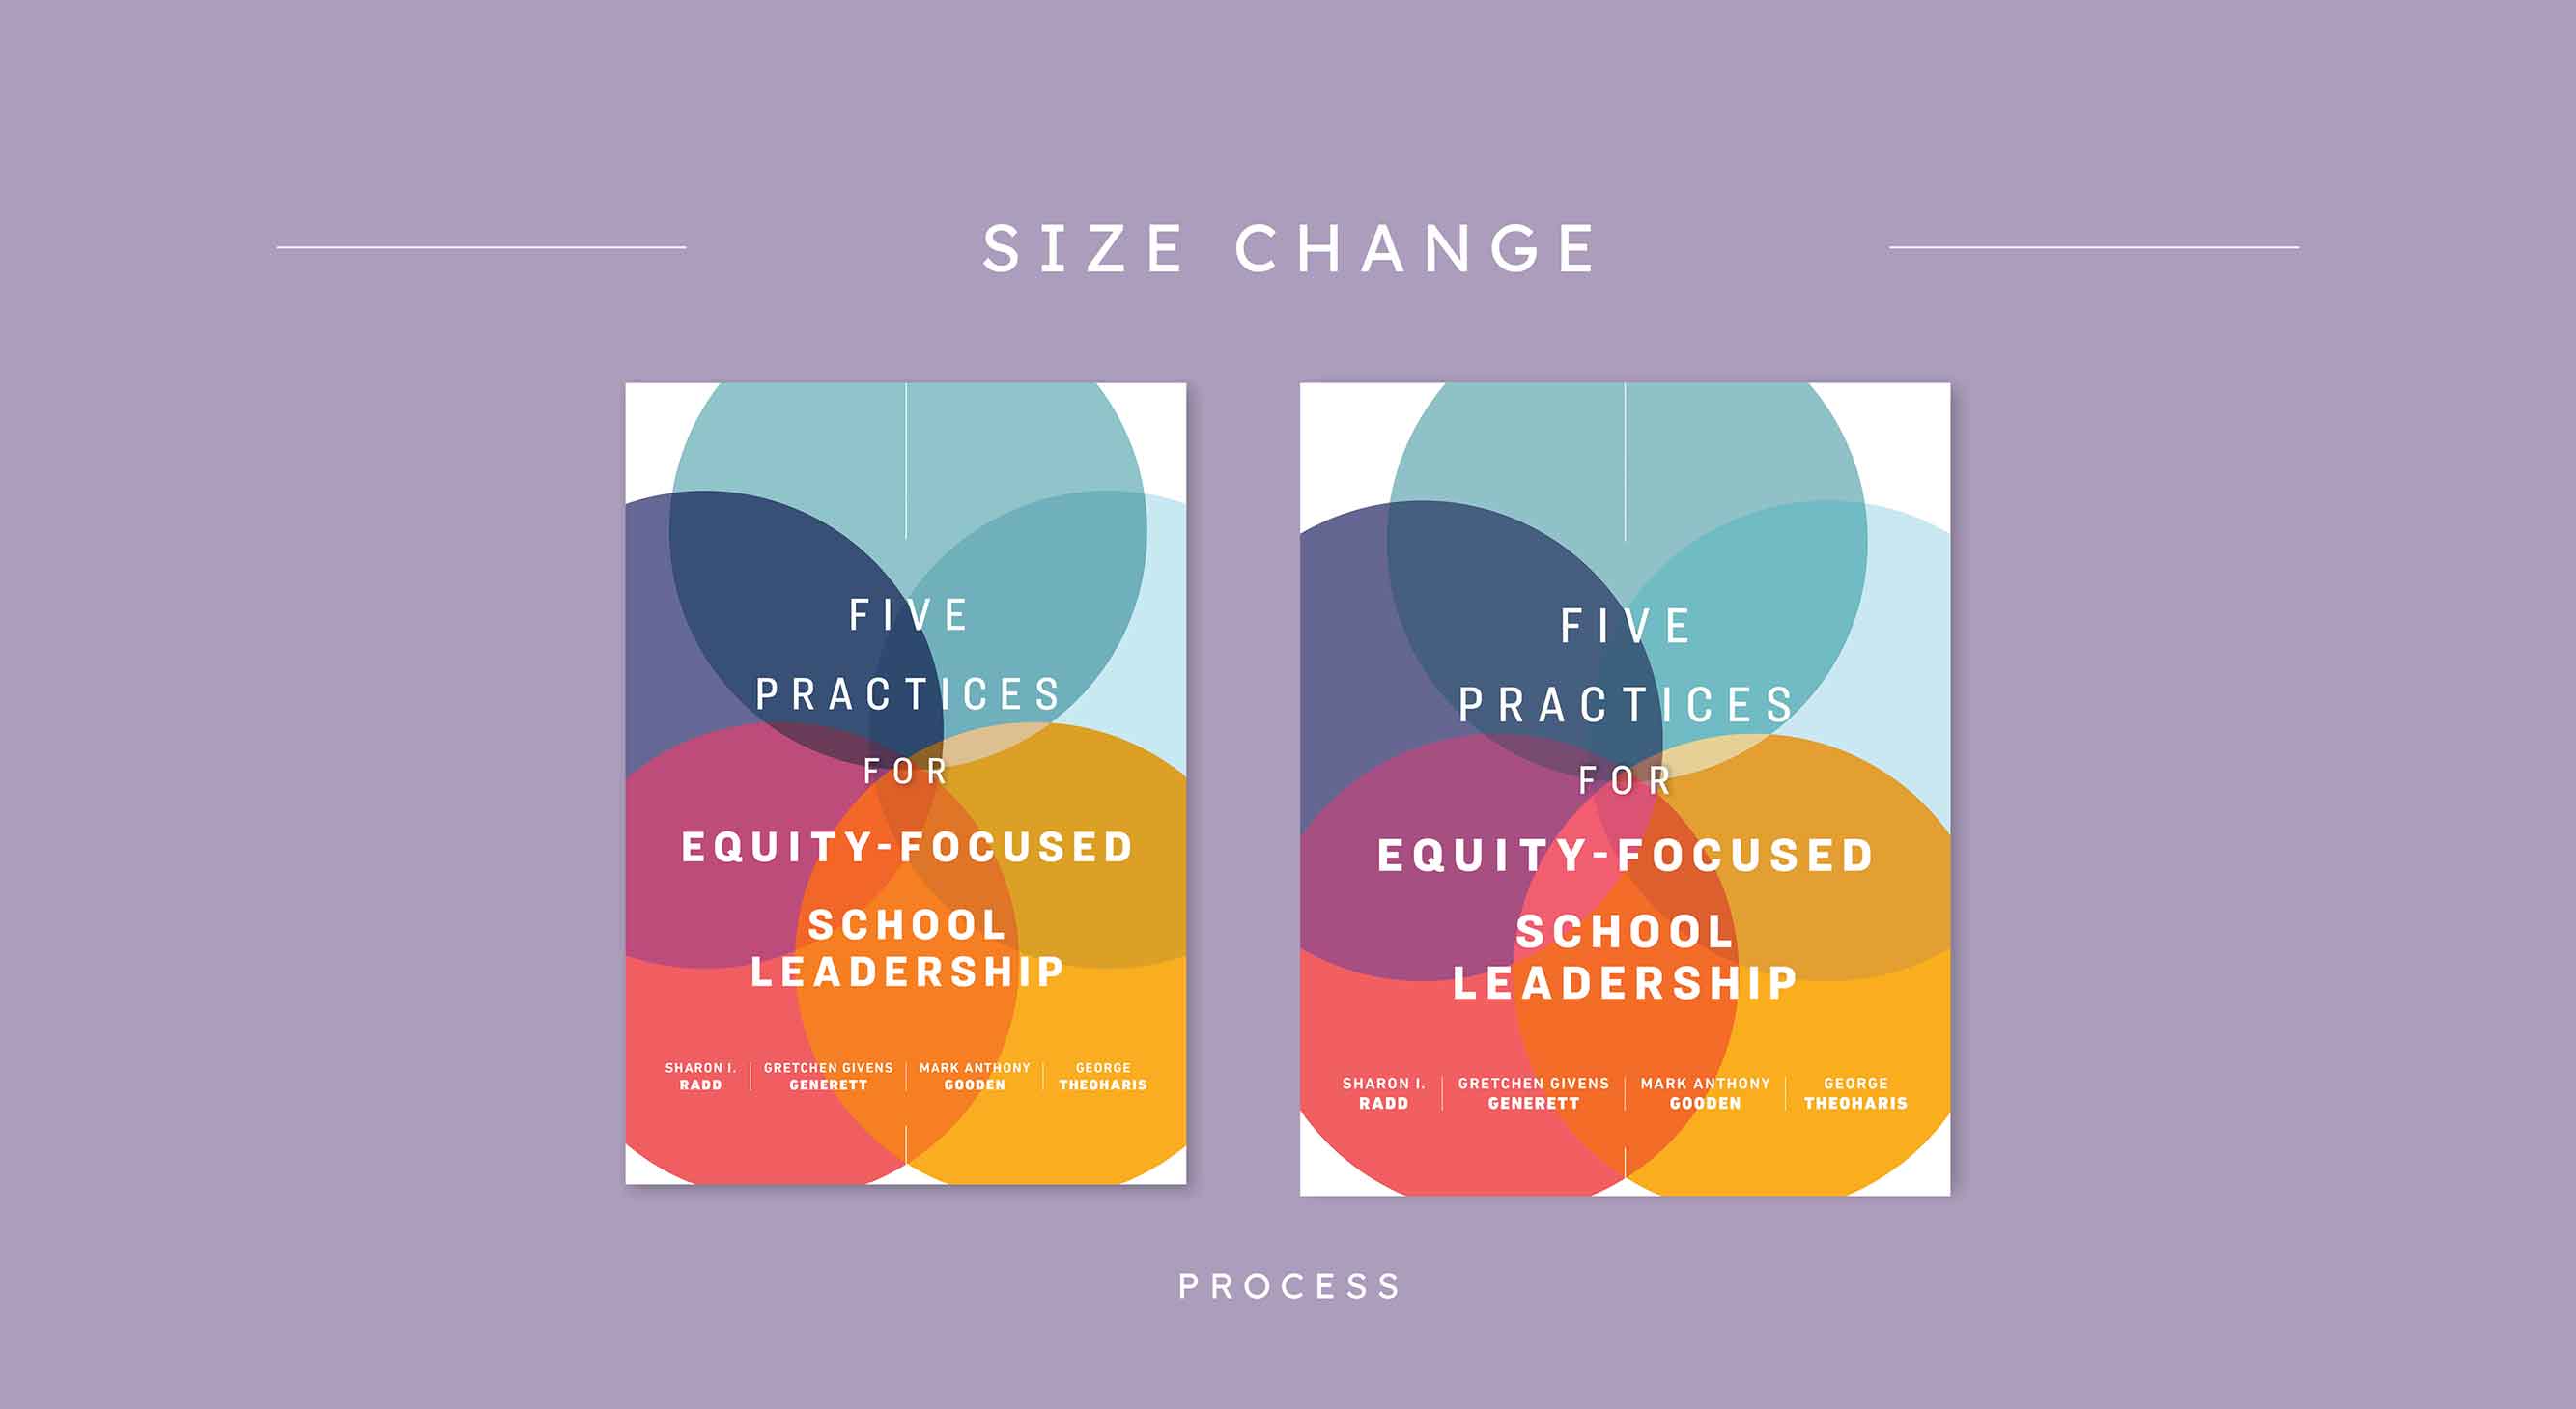 SIZE CHANGE
FIVE
PRACTICES
FOR
EQUITY-FOCUSED
SCHOOL
LEADERSHIP
SHARON I.
RADD
GRETCHEN GIVENS
GENERETT
MARK ANTHONY
GOODEN
GEORGE
THEOHARIS
FIVE
PRACTICES
FOR
EQUITY-FOCUSED
SCHOOL
LEADERSHIP
SHARON I.
RADD
GRETCHEN GIVENS
GENERETT
MARK ANTHONY
GOODEN
GEORGE
THEOHARIS
PROCESS